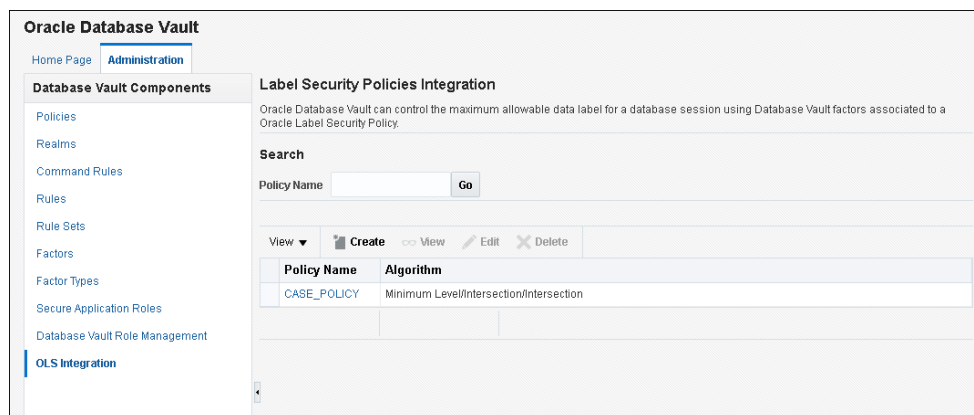 Oracle Database Vault
Home Page Administration
Database Vault Components
Policies
Realms
Command Rules
Rules
Rule Sets
Factors
Factor Types
Secure Application Roles
Database Vault Role Management
OLS Integration
Label Security Policies Integration
Oracle Database Vault can control the maximum allowable data label for a database session using Database Vault factors associated to a
Oracle Label Security Policy.
Search
Policy Name Go
View Create View Edit Delete
Policy Name Algorithm
CASE_POLICY Minimum Level/Intersection/Intersection